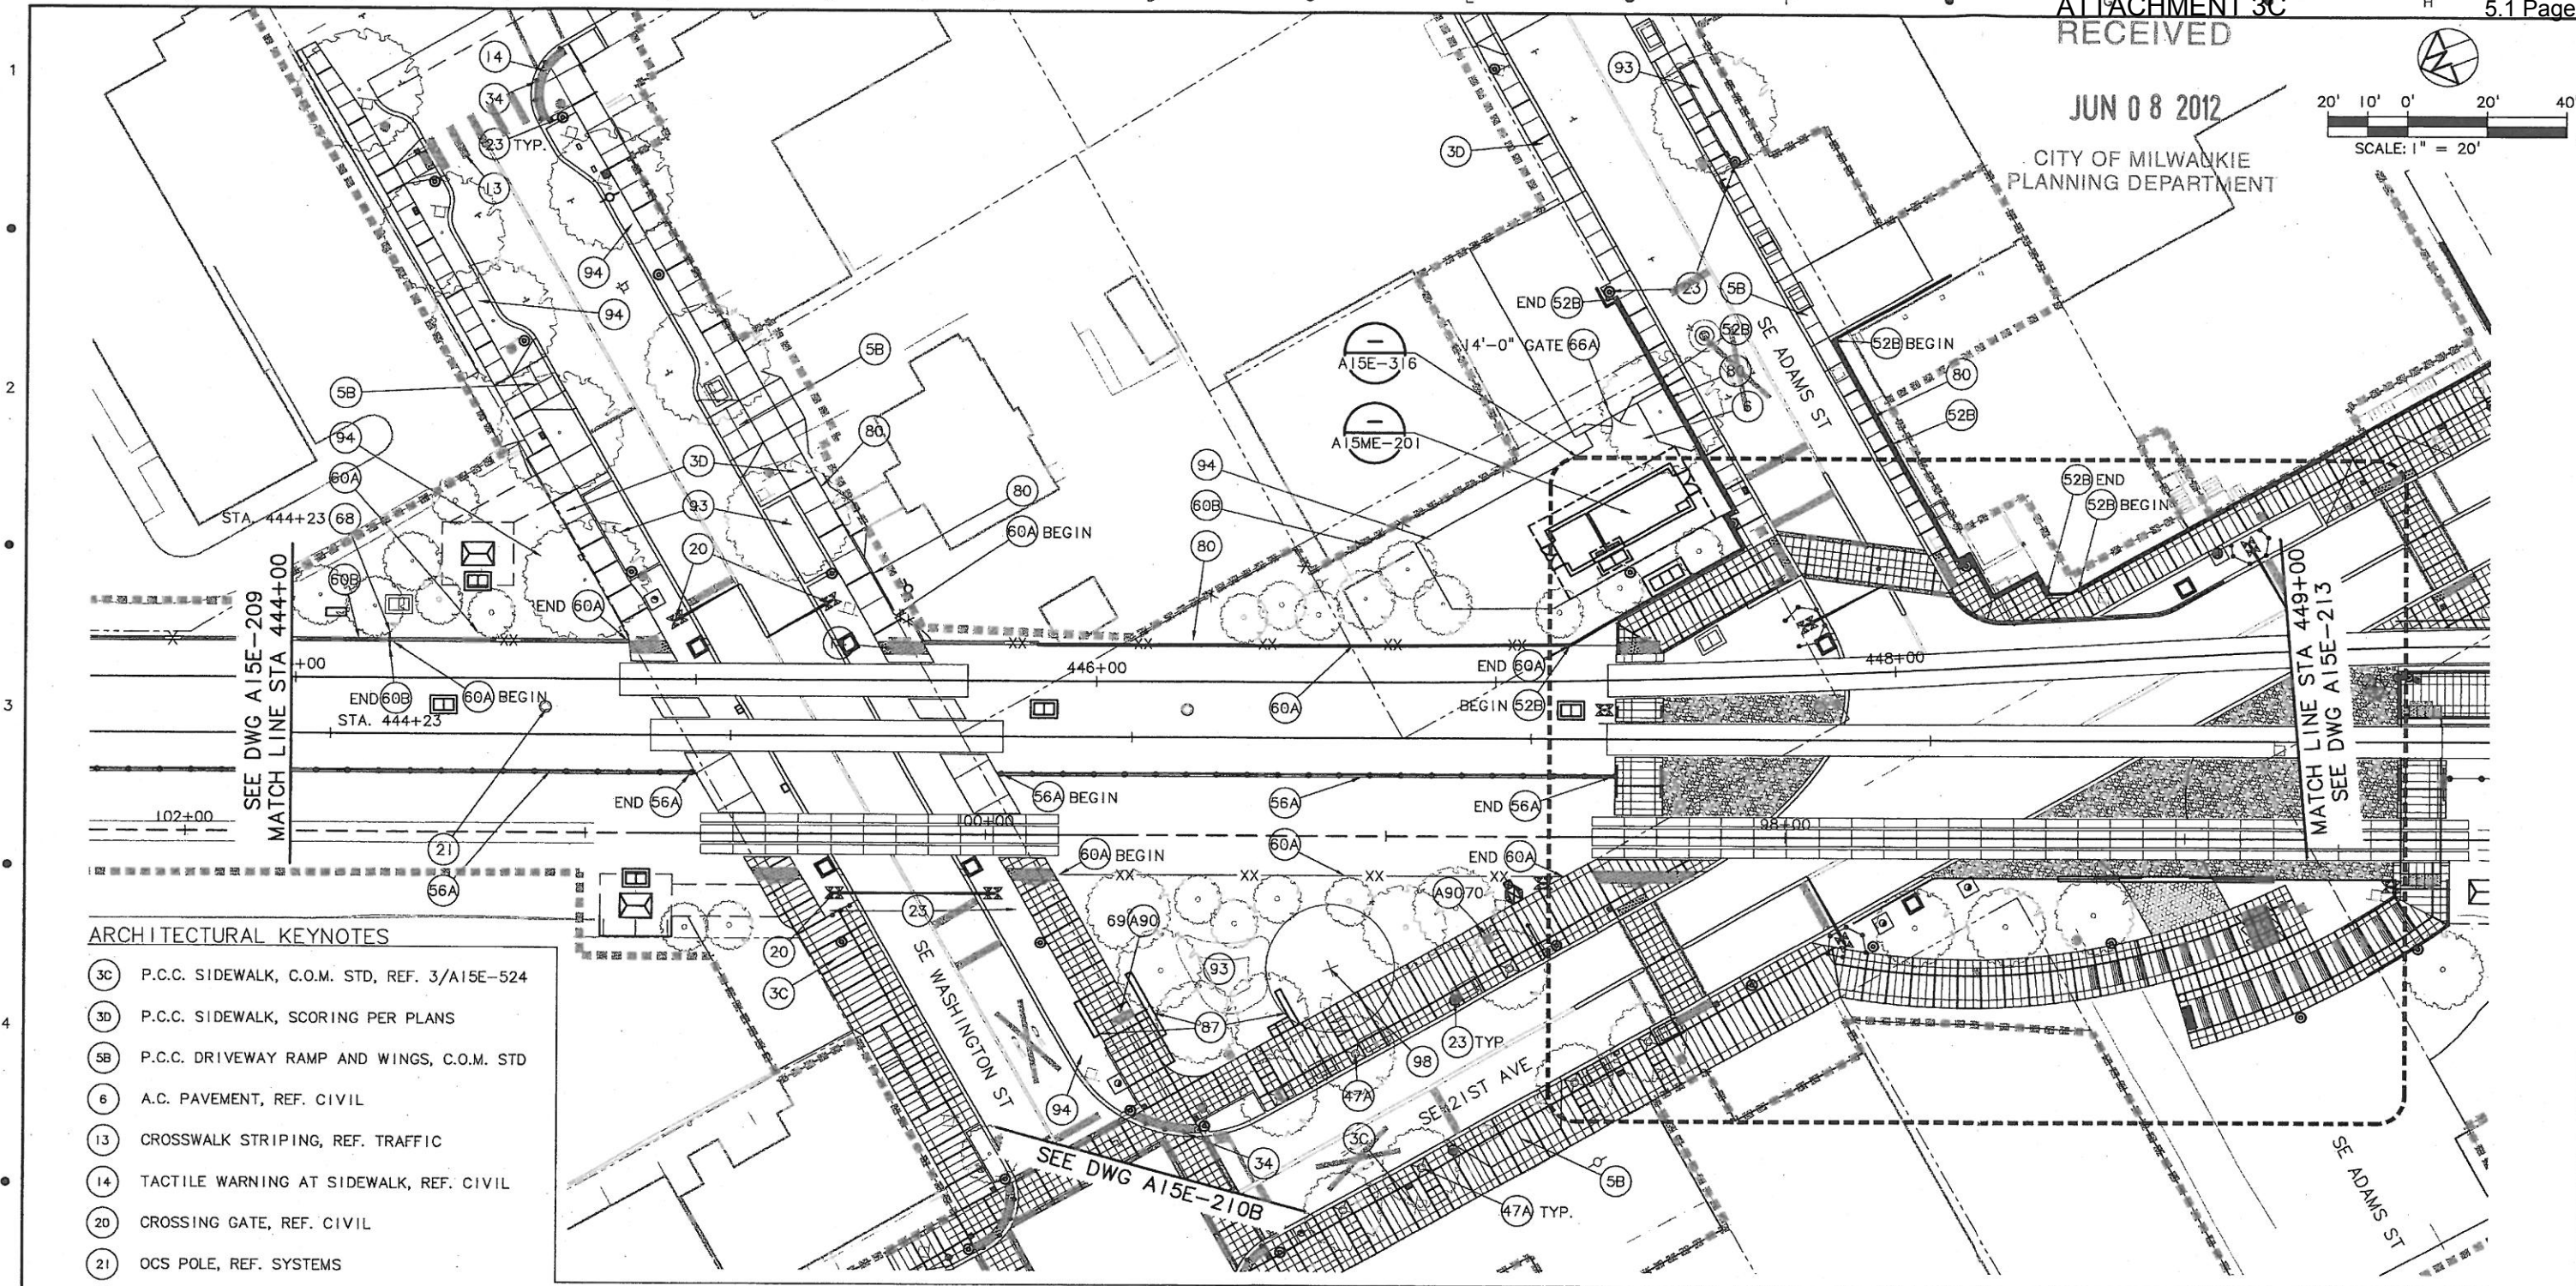 ATTACHMENT 3C
5.1 Page
RECEIVED
JUN 08 2012
CITY OF MILWAUKIE
PLANNING DEPARTMENT
20' 10' 0' 20' 40'
SCALE: 1" = 20'
H
1
2
3
4
14
34
23 TYP.
13
94
94
5B
5B
94
60A
STA. 444+23 68
60B
3D
93
20
80
80
60A BEGIN
END 60A
SEE DWG A15E-209
MATCH LINE STA 444+00
+00
END 60B
60A BEGIN
STA. 444+23
102+00
21
56A
END 56A
56A BEGIN
56A
END 56A
100+00
93
3D
END 52B
23
5B
52B
14'-0" GATE 66A
80
6
SE ADAMS ST
52B BEGIN
80
52B
A15E-316
A15ME-201
94
60B
80
446+00
END 60A
BEGIN 52B
60A
448+00
52B END
52B BEGIN
MATCH LINE STA 449+00
SEE DWG A15E-213
98+00
60A BEGIN
60A
END 60A
A90 70
69 A90
93
87
23
20
3C
SE WASHINGTON ST
94
34
98
23 TYP.
47A
SE 21ST AVE
3C
5B
47A TYP.
SEE DWG A15E-210B
SE ADAMS ST
ARCHITECTURAL KEYNOTES
3C P.C.C. SIDEWALK, C.O.M. STD, REF. 3/A15E-524
3D P.C.C. SIDEWALK, SCORING PER PLANS
5B P.C.C. DRIVEWAY RAMP AND WINGS, C.O.M. STD
6 A.C. PAVEMENT, REF. CIVIL
13 CROSSWALK STRIPING, REF. TRAFFIC
14 TACTILE WARNING AT SIDEWALK, REF. CIVIL
20 CROSSING GATE, REF. CIVIL
21 OCS POLE, REF. SYSTEMS